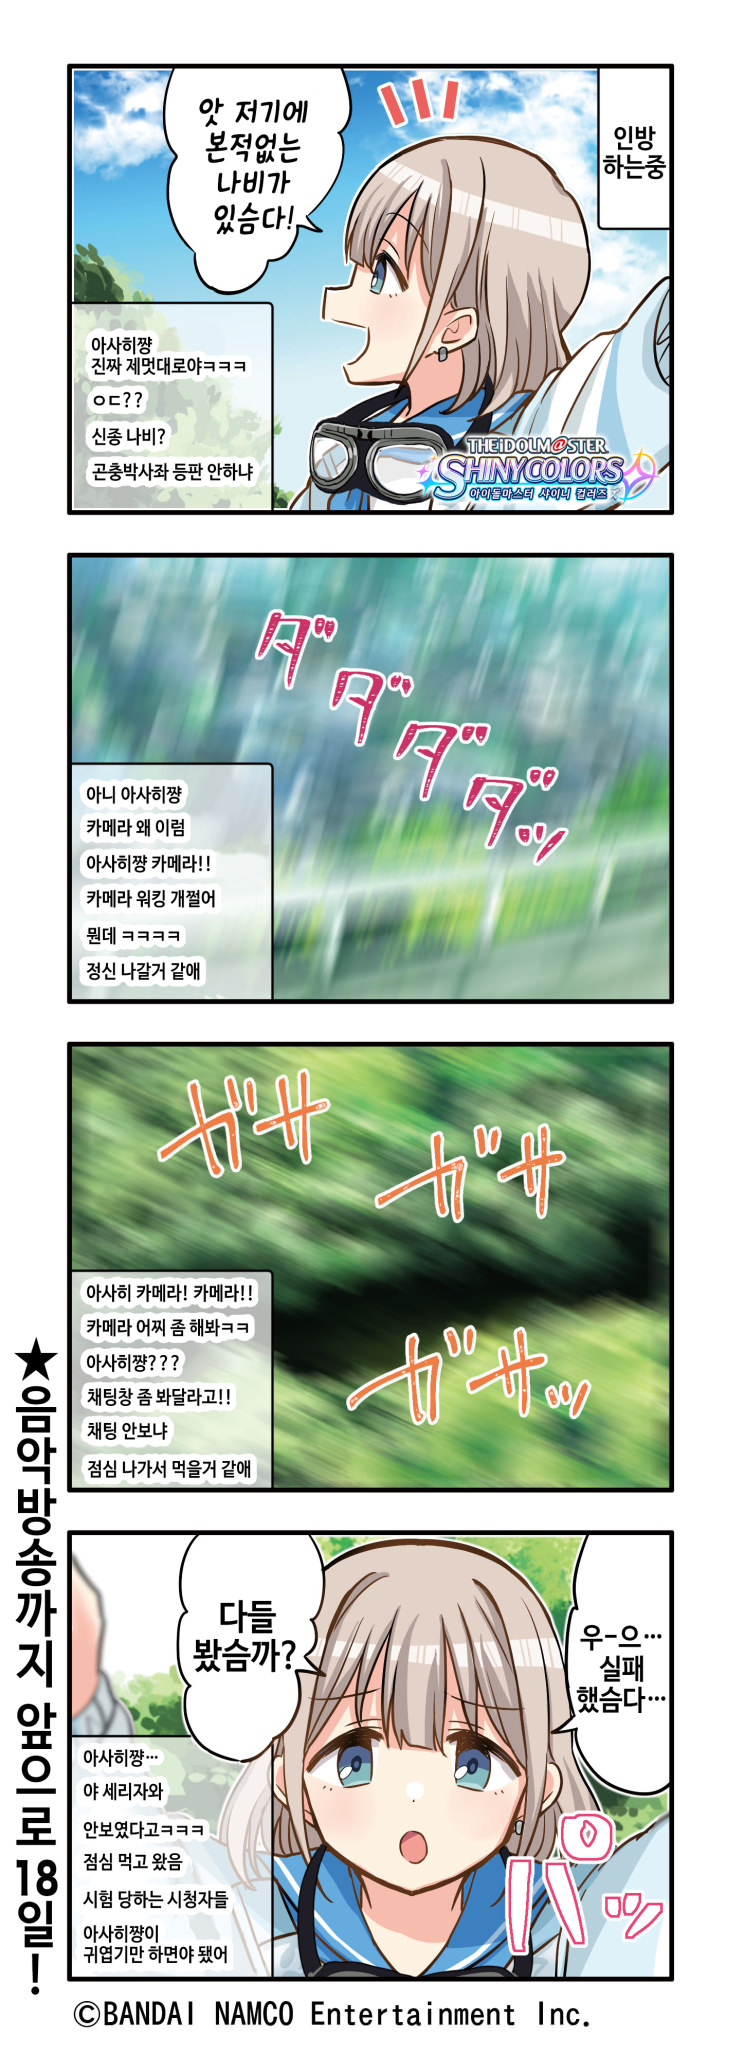 인방
하는중
앗 저기에
본적없는
나비가
있슴다!
아사히쨩
진짜 제멋대로야ㅋㅋㅋ
ㅇㄷ??
신종 나비?
곤충박사좌 등판 안하냐
THE iDOLM@STER
SHINYCOLORS
아이돌마스터 샤이니 컬러즈
ダダダダッ
아니 아사히쨩
카메라 왜 이럼
아사히쨩 카메라!!
카메라 워킹 개쩔어
뭔데 ㅋㅋㅋㅋ
정신 나갈거 같애
ガサ
ガサ
ガサッ
아사히 카메라! 카메라!!
카메라 어찌 좀 해봐ㅋㅋ
아사히쨩???
채팅창 좀 봐달라고!!
채팅 안보냐
점심 나가서 먹을거 같애
우-으…
실패
했슴다…
다들
봤슴까?
パッ
아사히쨩…
야 세리자와
안보였다고ㅋㅋㅋ
점심 먹고 왔음
시험 당하는 시청자들
아사히쨩이
귀엽기만 하면야 됐어
★음악방송까지 앞으로 18일!
©BANDAI NAMCO Entertainment Inc.